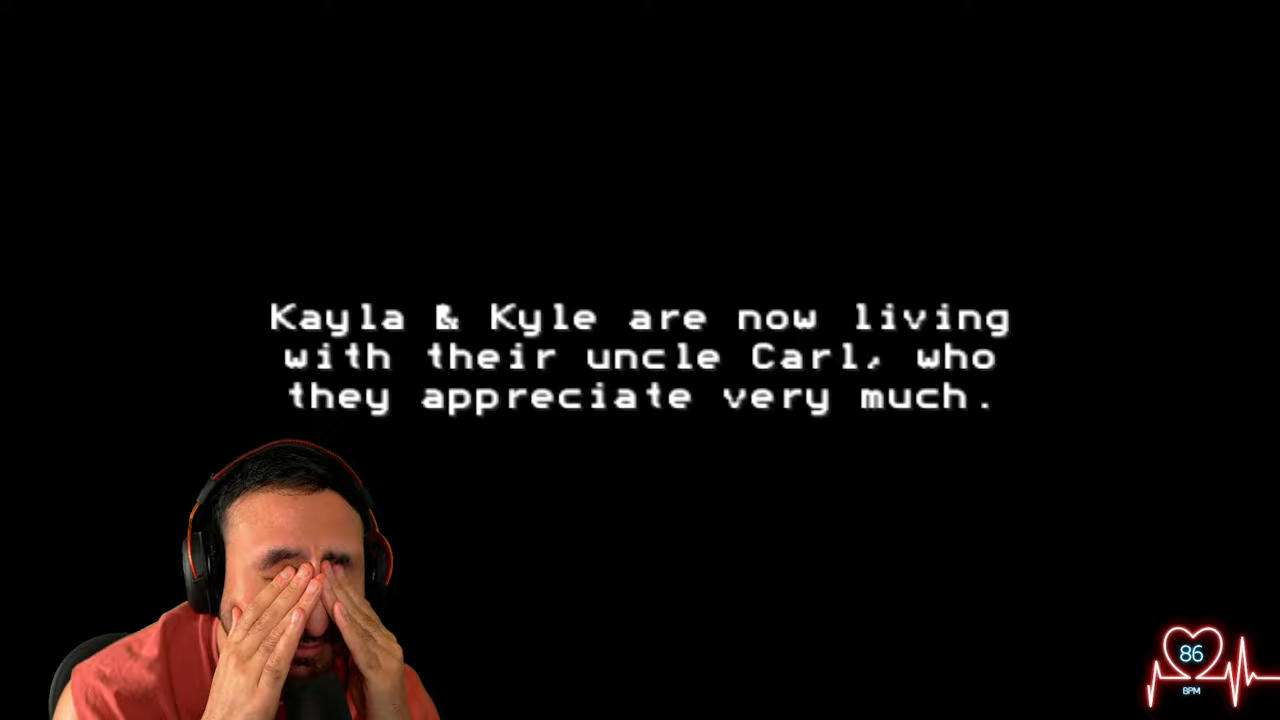 Kayla & Kyle are now living
with their uncle Carl, who
they appreciate very much.
86
BPM